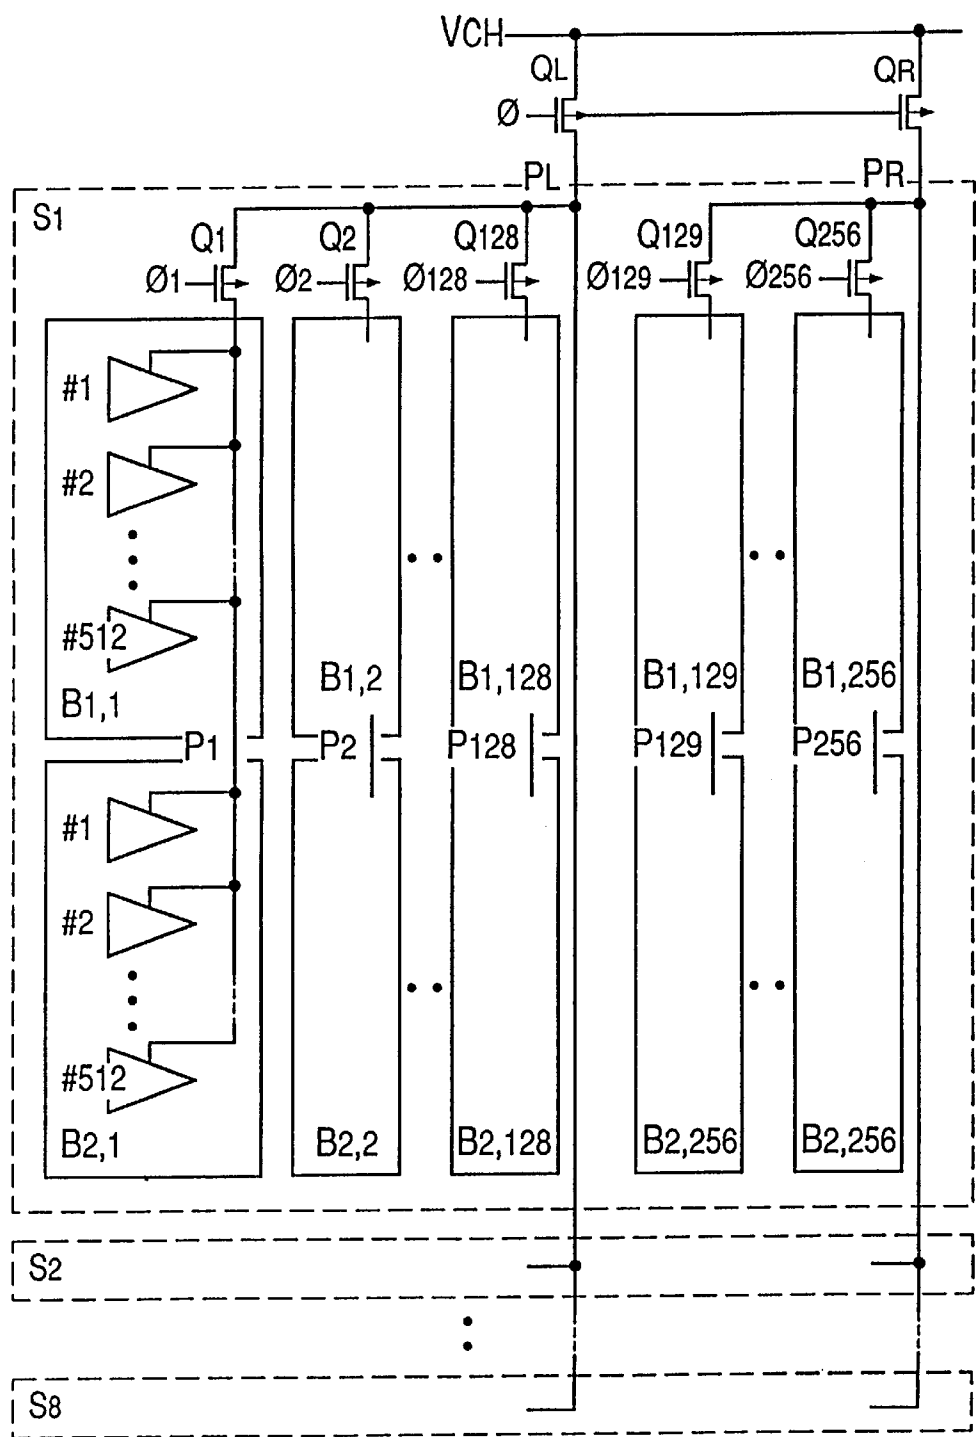 VCH
QL QR
Ø
PL PR
S1
Q1 Q2 Q128 Q129 Q256
Ø1 Ø2 Ø128 Ø129 Ø256
#1
#2
#512
B1,1 B1,2 B1,128 B1,129 B1,256
P1 P2 P128 P129 P256
#1
#2
#512
B2,1 B2,2 B2,128 B2,256 B2,256
S2
S8